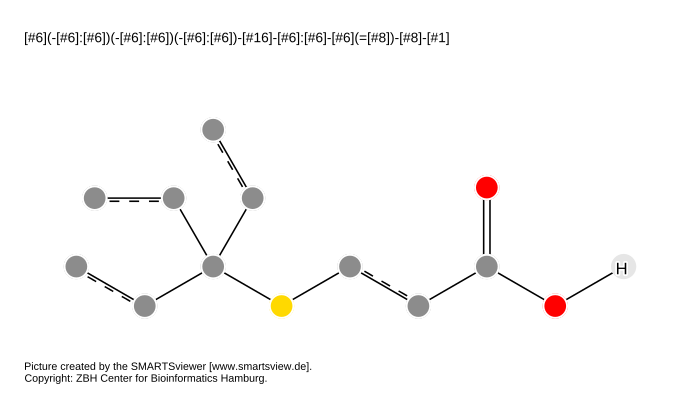 [#6](-[#6]:[#6])(-[#6]:[#6])(-[#6]:[#6])-[#16]-[#6]:[#6]-[#6](=[#8])-[#8]-[#1]
H
Picture created by the SMARTSviewer [www.smartsview.de].
Copyright: ZBH Center for Bioinformatics Hamburg.